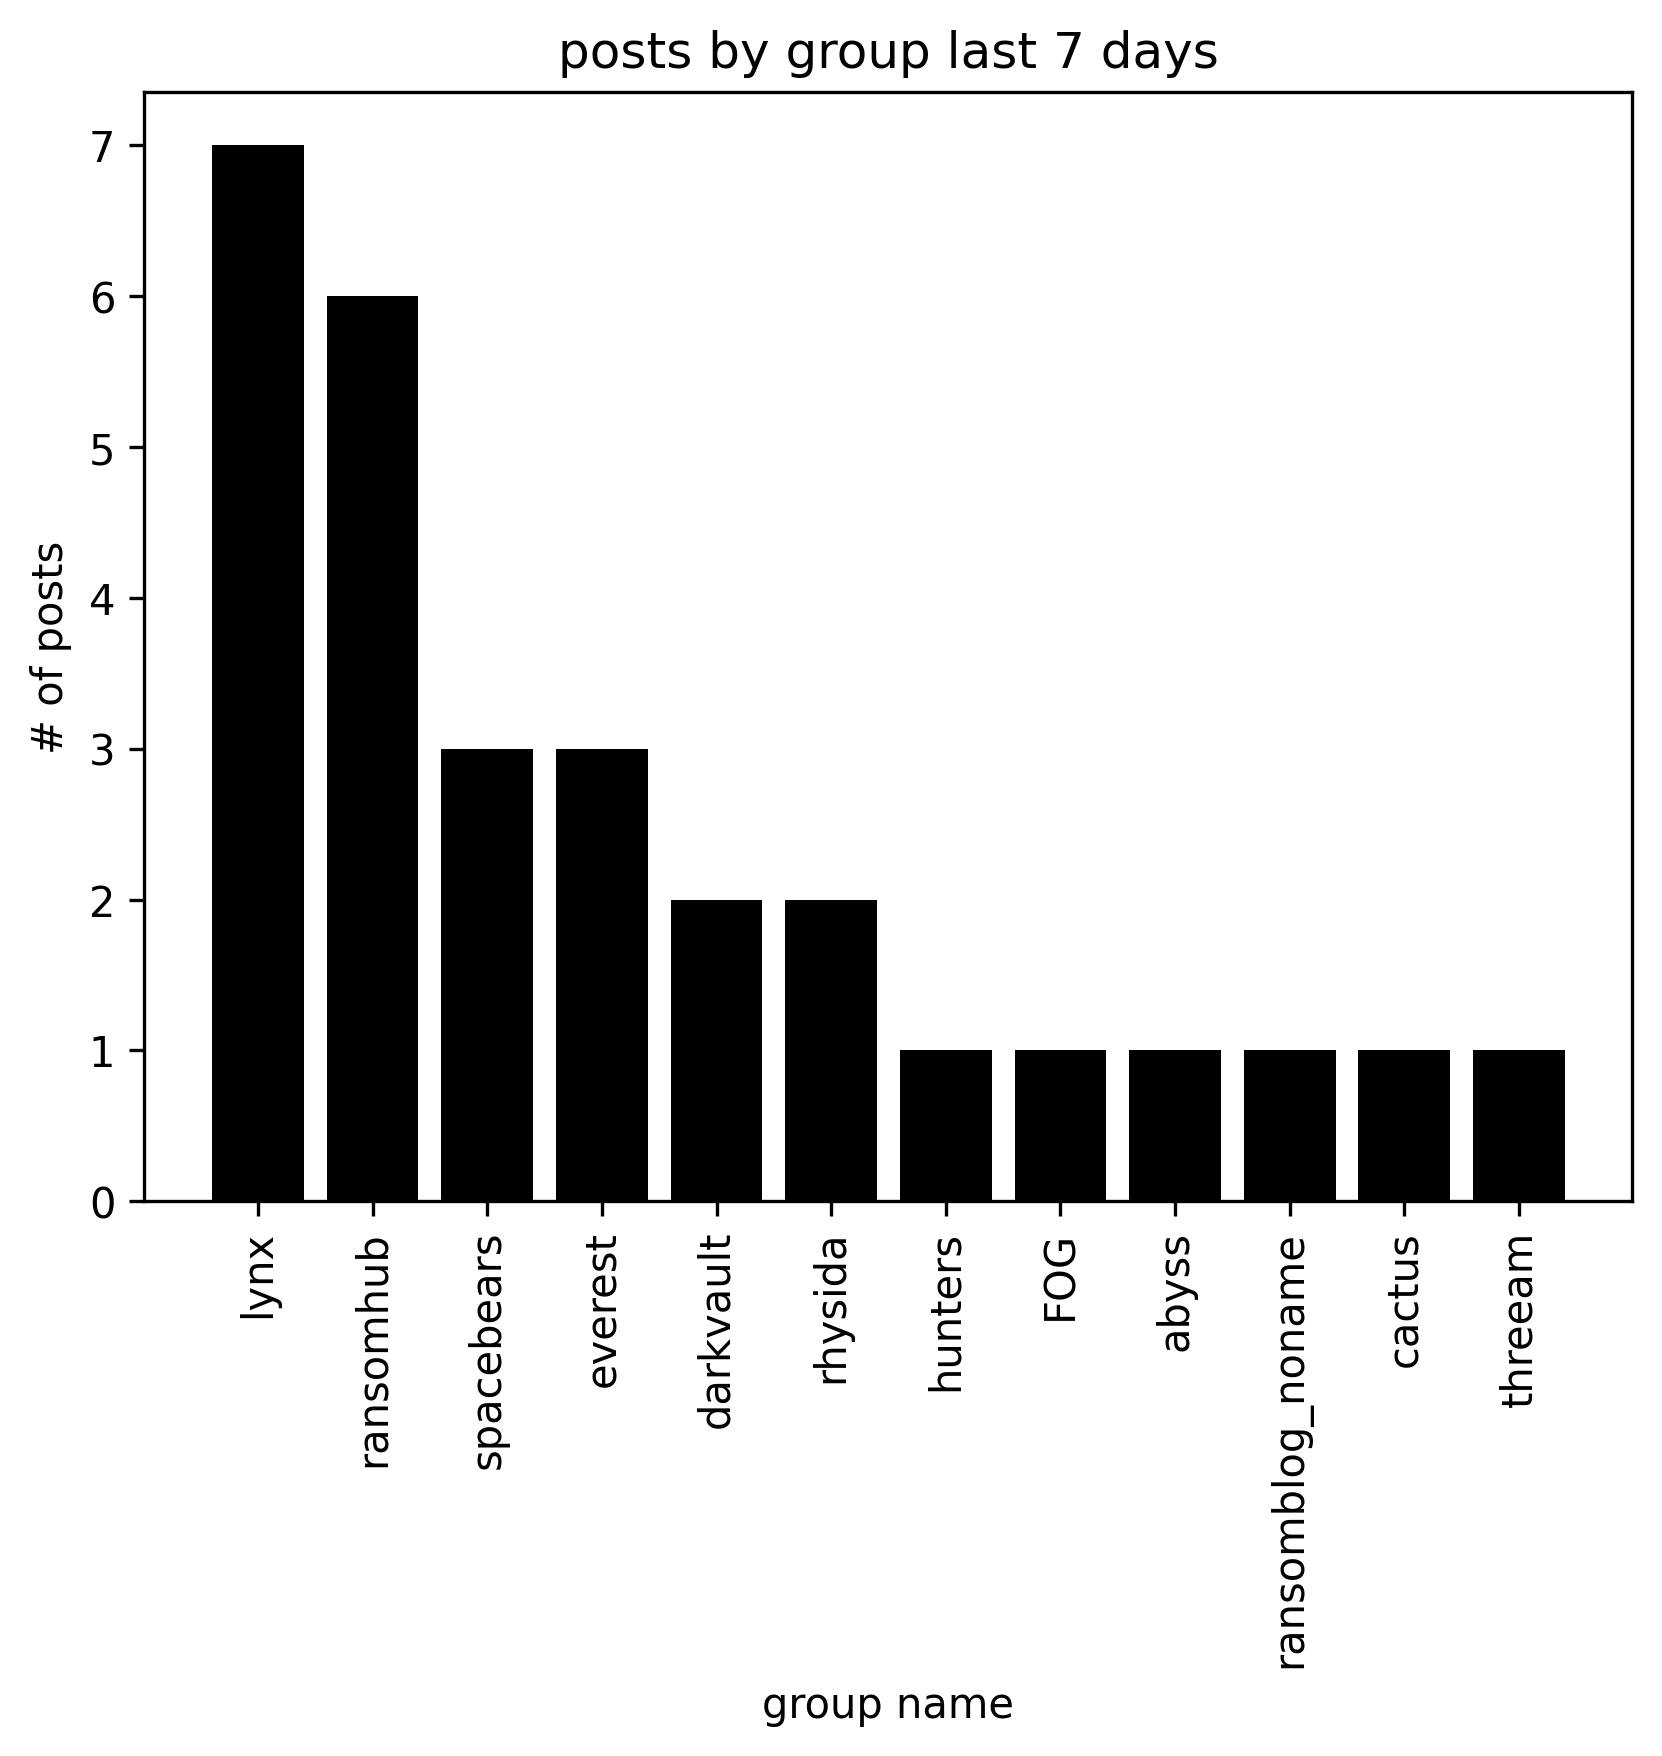 posts by group last 7 days
# of posts
7
6
5
4
3
2
1
0
lynx
ransomhub
spacebears
everest
darkvault
rhysida
hunters
FOG
abyss
ransomblog_noname
cactus
threeam
group name